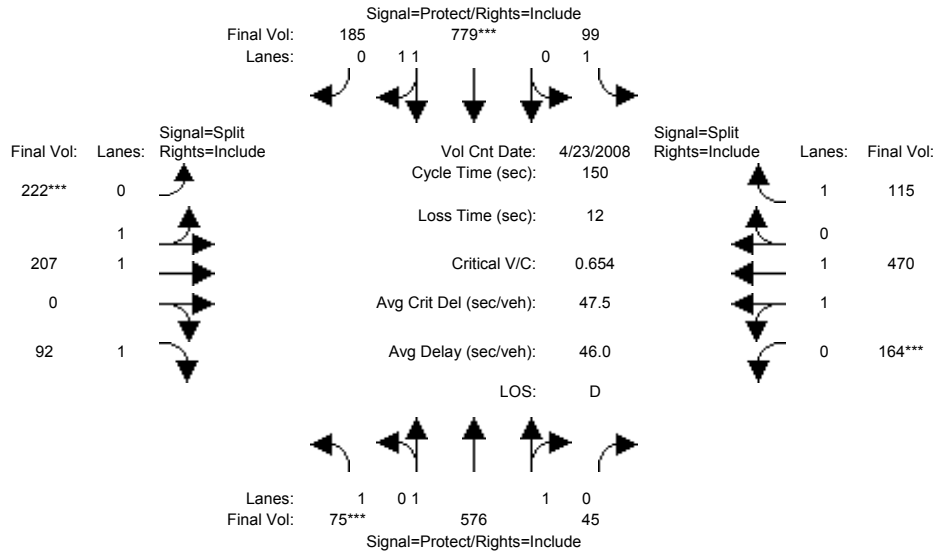 Signal=Protect/Rights=Include
Final Vol: 185 779*** 99
Lanes: 0 1 1 0 1
Signal=Split
Final Vol: Lanes: Rights=Include
Vol Cnt Date: 4/23/2008
Signal=Split
Rights=Include Lanes: Final Vol:
Cycle Time (sec): 150
222*** 0
1 115
Loss Time (sec): 12
1
0
207 1
Critical V/C: 0.654
1 470
0
Avg Crit Del (sec/veh): 47.5
1
92 1
Avg Delay (sec/veh): 46.0
0 164***
LOS: D
Lanes: 1 0 1 1 0
Final Vol: 75*** 576 45
Signal=Protect/Rights=Include